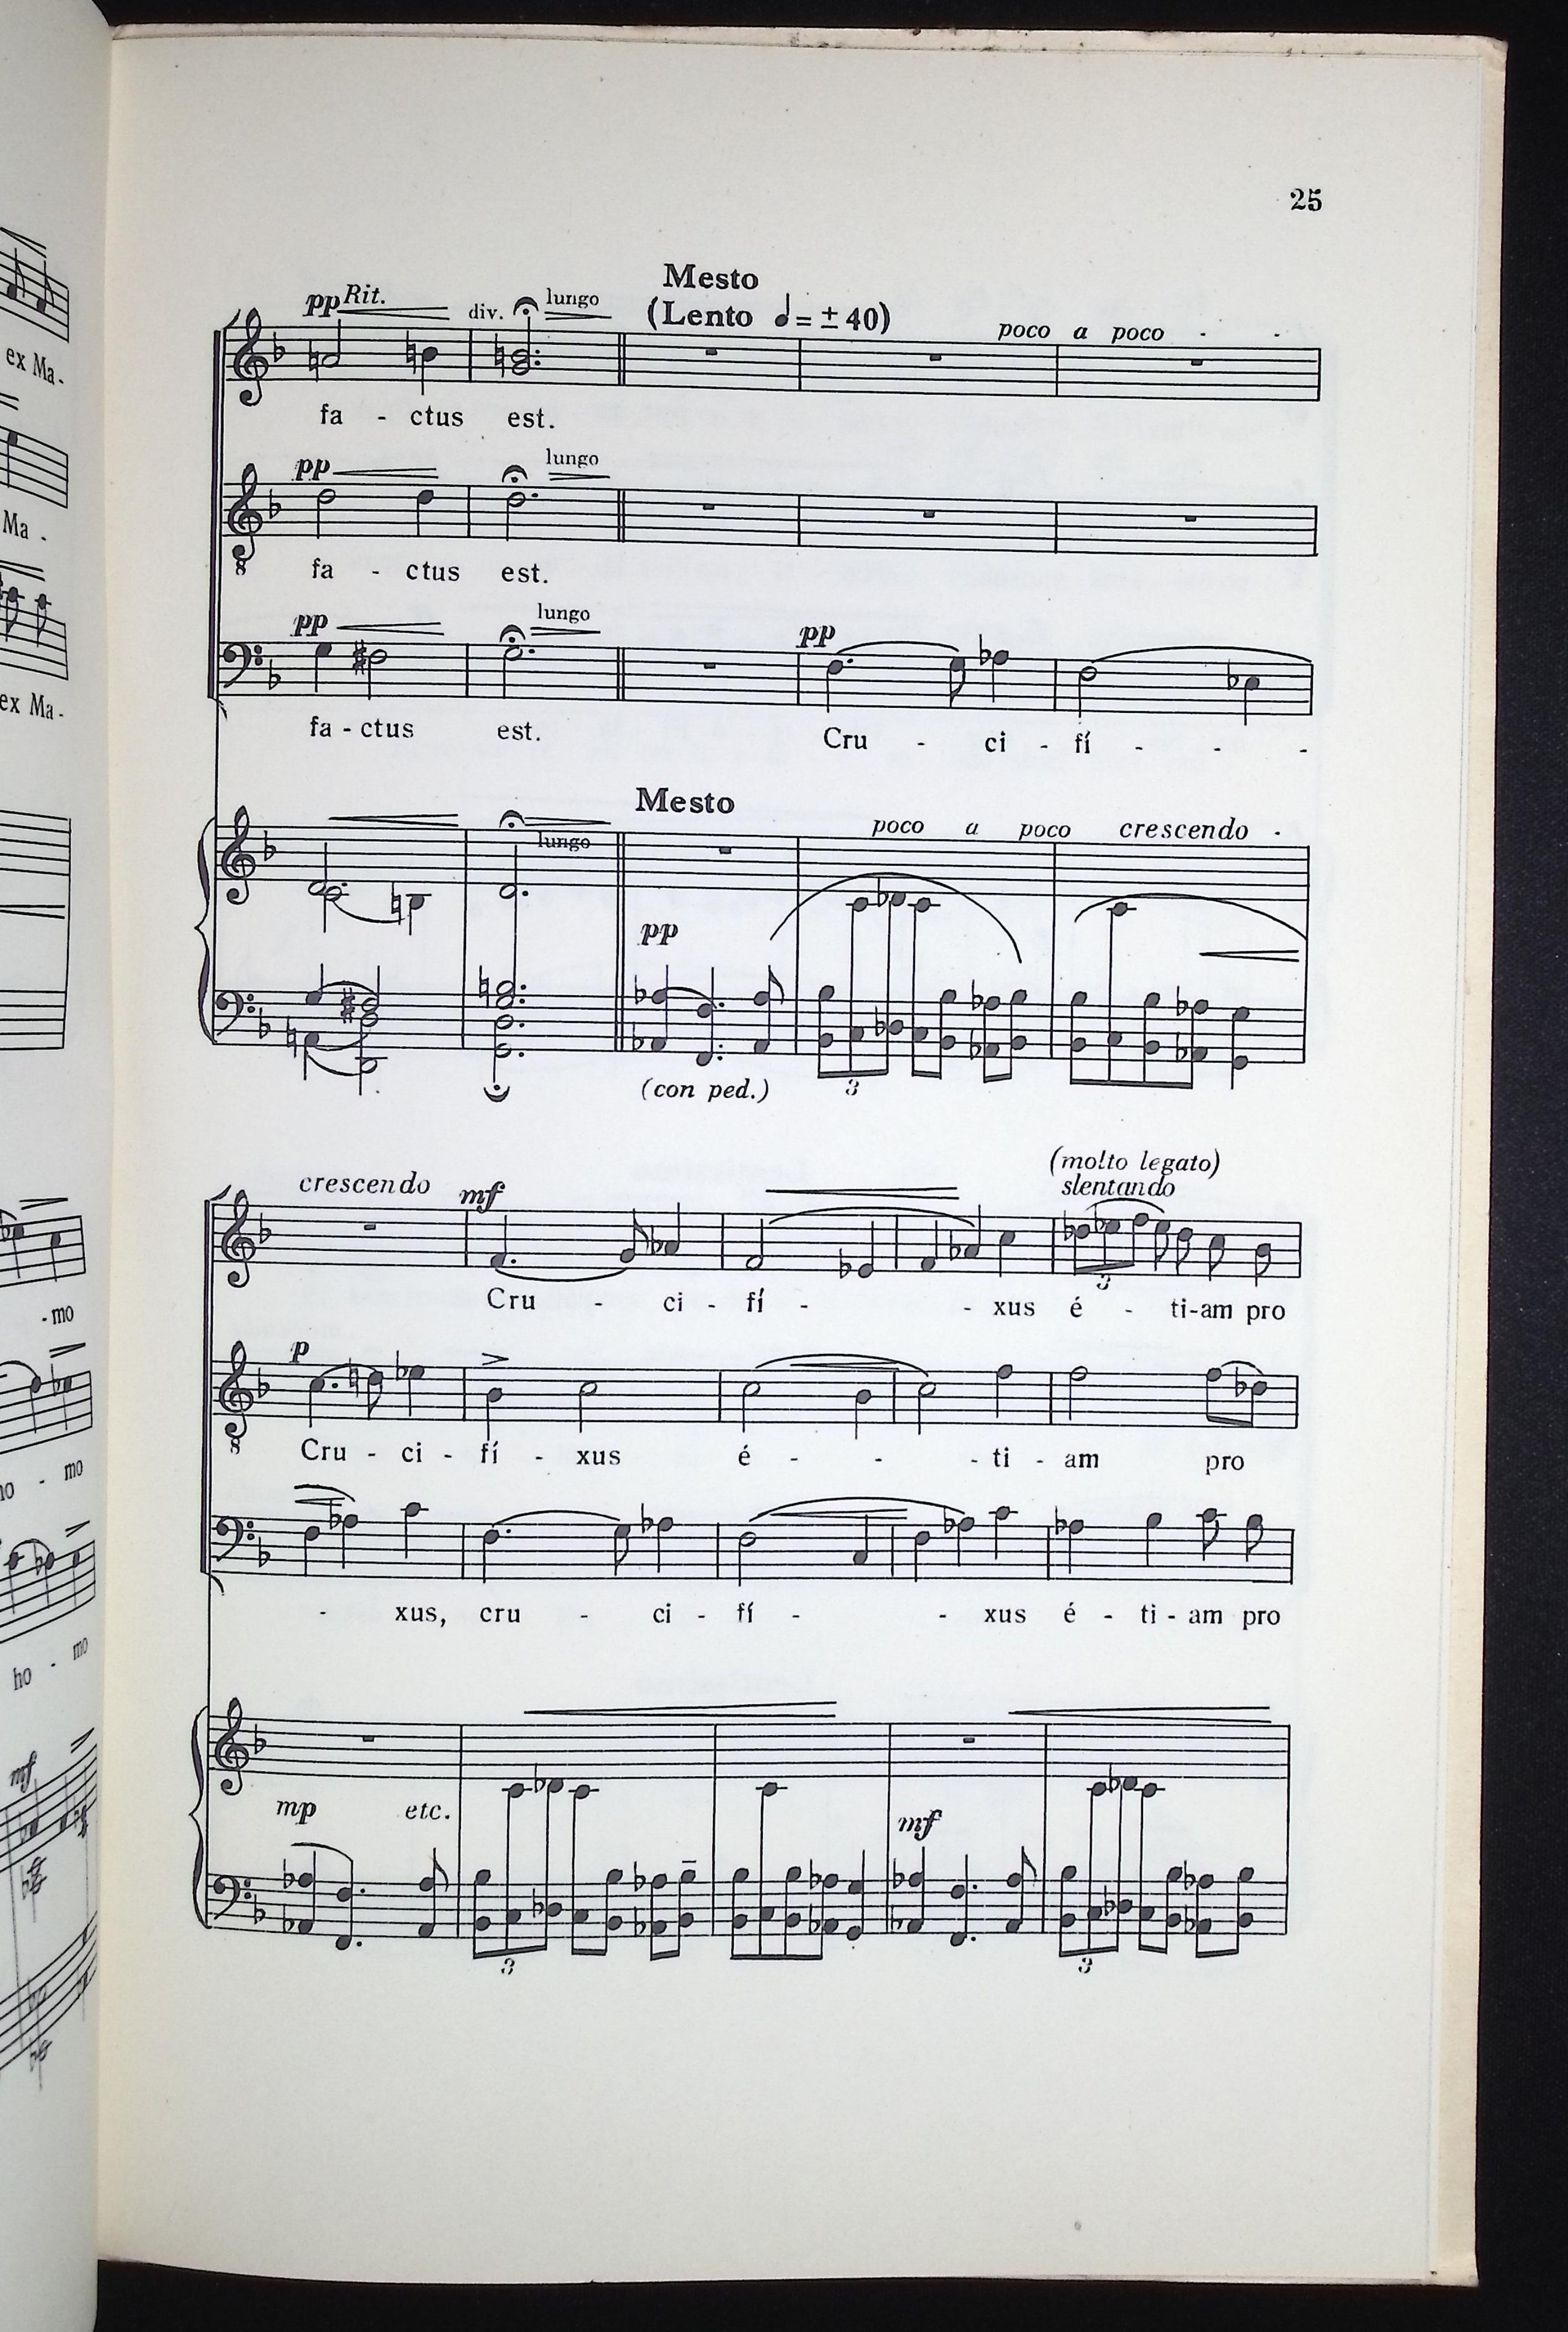 25
Mesto
pp Rit. div. lungo (Lento ♩= ± 40) poco a poco - -
ex Ma-
fa - ctus est.
pp lungo
Ma -
8
fa - ctus est.
pp lungo pp
ex Ma-
fa - ctus est. Cru - ci - fí - - -
Mesto
lungo poco a poco crescendo -
pp
(con ped.) 3
(molto legato)
crescendo mf slentando
3
-mo
Cru - ci - fí - - xus é - ti-am pro
p
8
ho - mo
Cru - ci - fí - xus é - - - ti - am pro
ho - mo
- xus, cru - ci - fí - - xus é - ti - am pro
mf
mp etc. mf
3 3